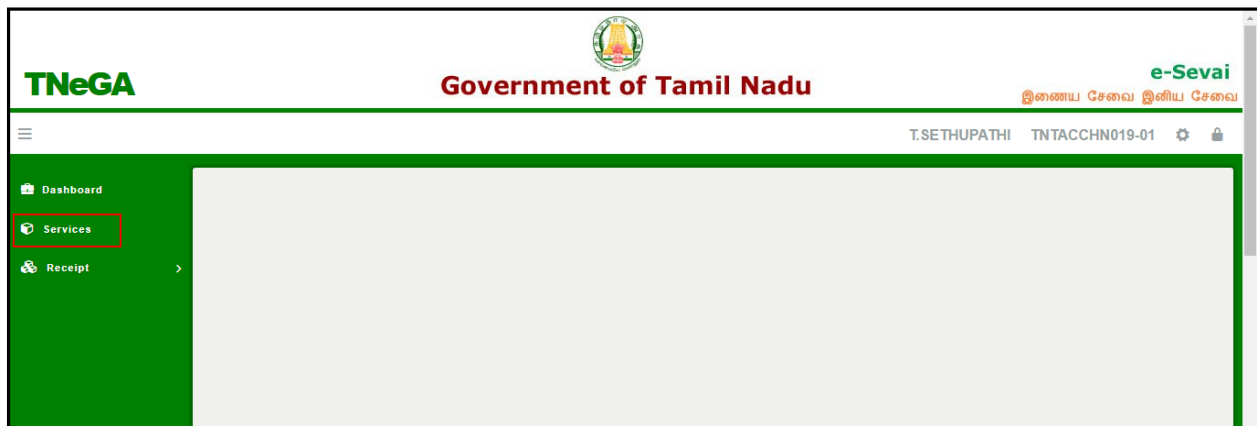 TNeGA
Government of Tamil Nadu
e-Sevai
இணைய சேவை இனிய சேவை
T.SETHUPATHI TNTACCHN019-01
Dashboard
Services
Receipt